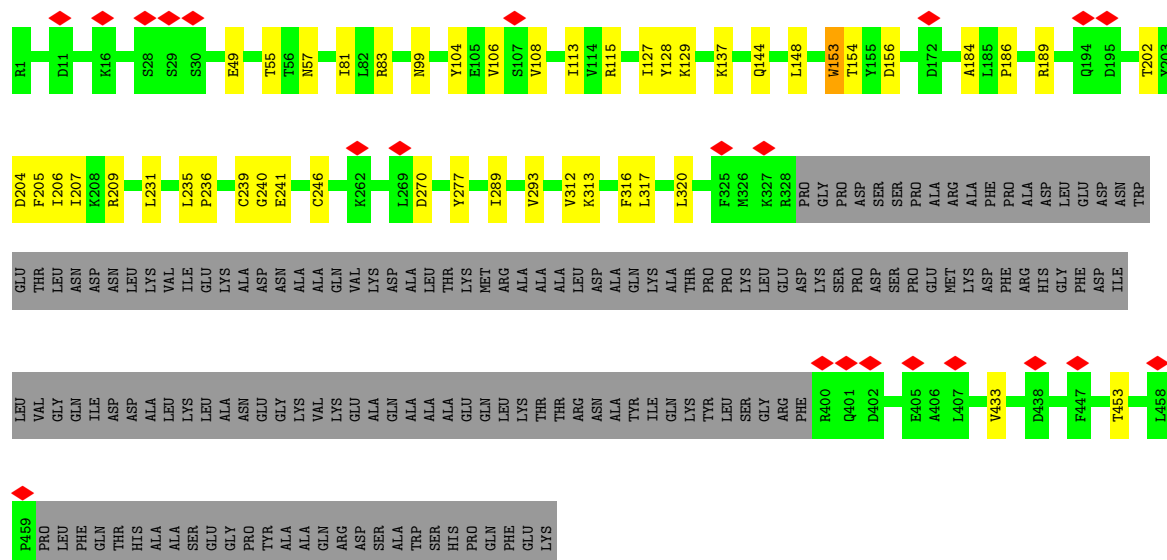 R1 D11 K16 S28 S29 S30 E49 T55 T56 N57 I81 L82 R83 N99 Y104 E105 V106 S107 V108 I113 V114 R115 I127 Y128 K129 K137 Q144 L148 W153 T154 Y155 D156 D172 A184 L185 P186 R189 Q194 D195 T202 Y203
D204 F205 I206 I207 K208 R209 L231 L235 P236 C239 G240 E241 C246 K262 L269 D270 Y277 I289 V293 V312 K313 F316 L317 L320 F325 M326 K327 R328 PRO GLY PRO ASP SER SER PRO ALA ARG ALA PHE PRO ALA ASP LEU GLU ASP ASN TRP
GLU THR LEU ASN ASP ASN LEU LYS VAL ILE GLU LYS ALA ASP ASN ALA ALA GLN VAL LYS ASP ALA LEU THR LYS MET ARG ALA ALA ALA LEU ASP ALA GLN LYS ALA THR PRO PRO LYS LEU GLU ASP LYS SER PRO ASP SER PRO GLU MET LYS ASP PHE ARG HIS GLY PHE ASP ILE
LEU VAL GLY GLN ILE ASP ASP ALA LEU LYS LEU ALA ASN GLU GLY LYS VAL LYS GLU ALA GLN ALA ALA ALA GLU GLN LEU LYS THR THR ARG ASN ALA TYR ILE GLN LYS TYR LEU SER GLY ARG PHE R400 Q401 D402 E405 A406 L407 V433 D438 F447 T453 L458
P459 PRO LEU PHE GLN THR HIS ALA ALA SER GLU GLY PRO TYR ALA ALA GLN ARG ASP SER ALA TRP SER HIS PRO GLN PHE GLU LYS